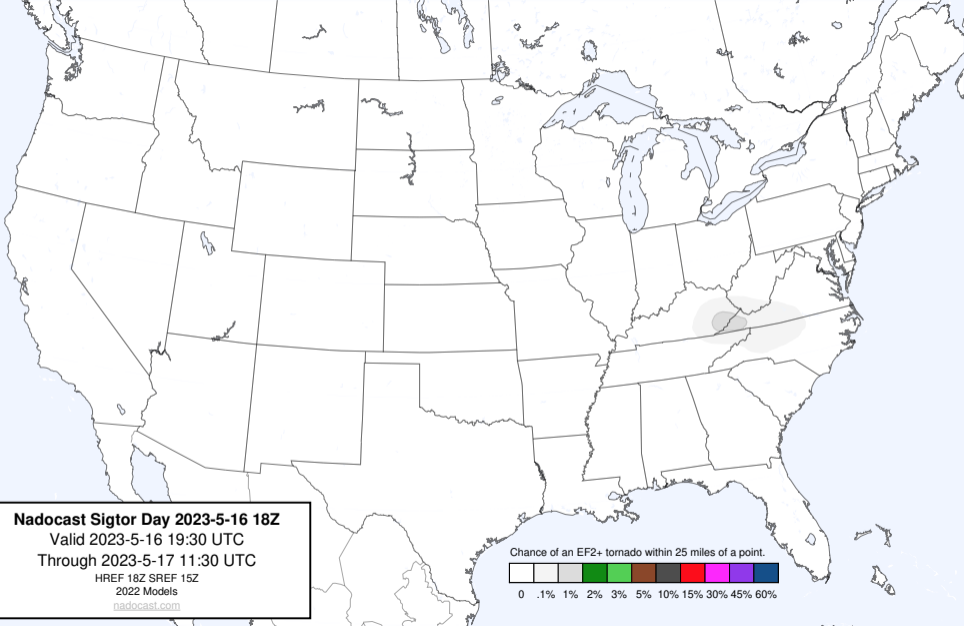 Nadocast Sigtor Day 2023-5-16 18Z
Valid 2023-5-16 19:30 UTC
Through 2023-5-17 11:30 UTC
HREF 18Z SREF 15Z
2022 Models
nadocast.com
Chance of an EF2+ tornado within 25 miles of a point.
0 .1% 1% 2% 3% 5% 10% 15% 30% 45% 60%